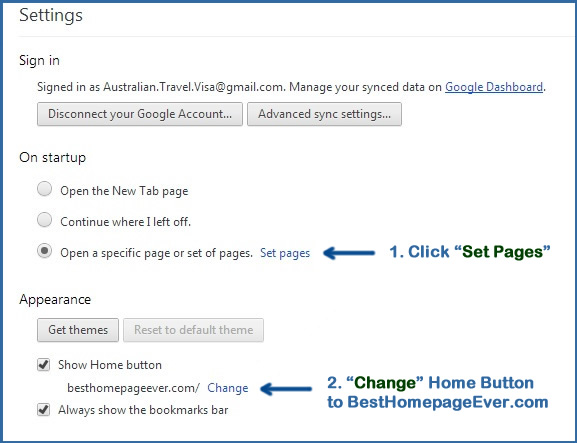 Settings
Sign in
Signed in as Australian.Travel.Visa@gmail.com. Manage your synced data on Google Dashboard.
Disconnect your Google Account... Advanced sync settings...
On startup
Open the New Tab page
Continue where I left off.
Open a specific page or set of pages. Set pages 1. Click “Set Pages”
Appearance
Get themes Reset to default theme
Show Home button
besthomepageever.com/ Change 2. “Change” Home Button
to BestHomepageEver.com
Always show the bookmarks bar